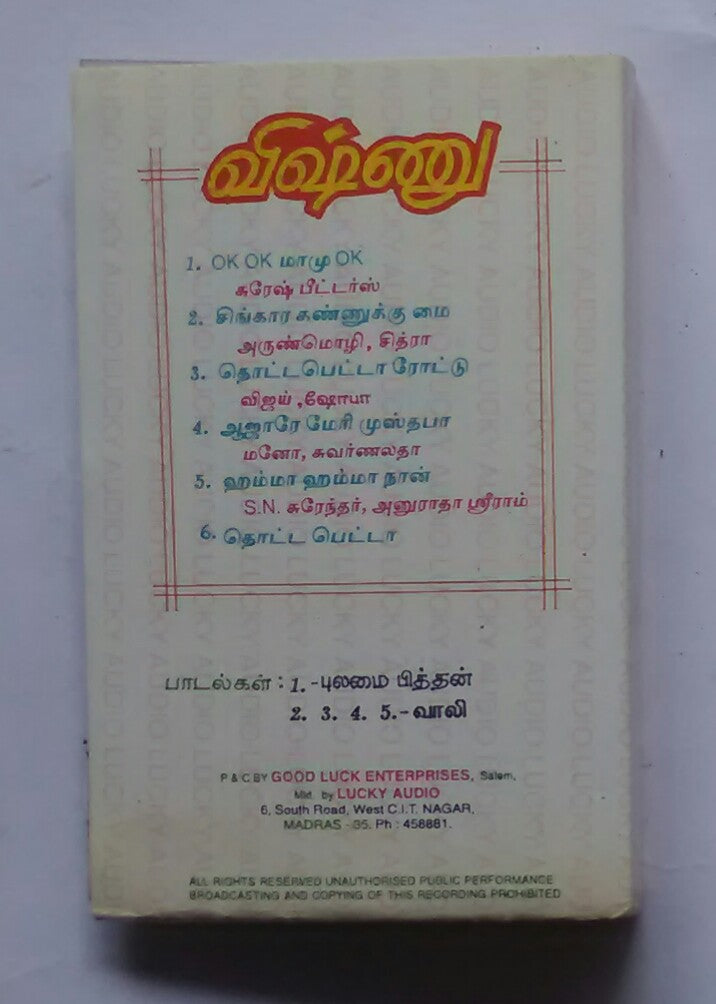 விஷ்ணு
1. OK OK மாமு OK
சுரேஷ் பீட்டர்ஸ்
2. சிங்கார கண்ணுக்கு மை
அருண்மொழி, சித்ரா
3. தொட்டபெட்டா ரோட்டு
விஜய் ,ஷோபா
4. ஆஜாரே மேரி முஸ்தபா
மனோ, சுவர்ணலதா
5. ஹம்மா ஹம்மா நான்
S.N. சுரேந்தர், அனுராதா ஸ்ரீராம்
6. தொட்ட பெட்டா
பாடல்கள் : 1.-புலமை பித்தன்
2. 3. 4. 5.-வாலி
P & C BY GOOD LUCK ENTERPRISES, Salem.
Mkt. by LUCKY AUDIO
6, South Road, West C.I.T. NAGAR,
MADRAS - 35. Ph : 458881.
ALL RIGHTS RESERVED UNAUTHORISED PUBLIC PERFORMANCE
BROADCASTING AND COPYING OF THIS RECORDING PROHIBITED